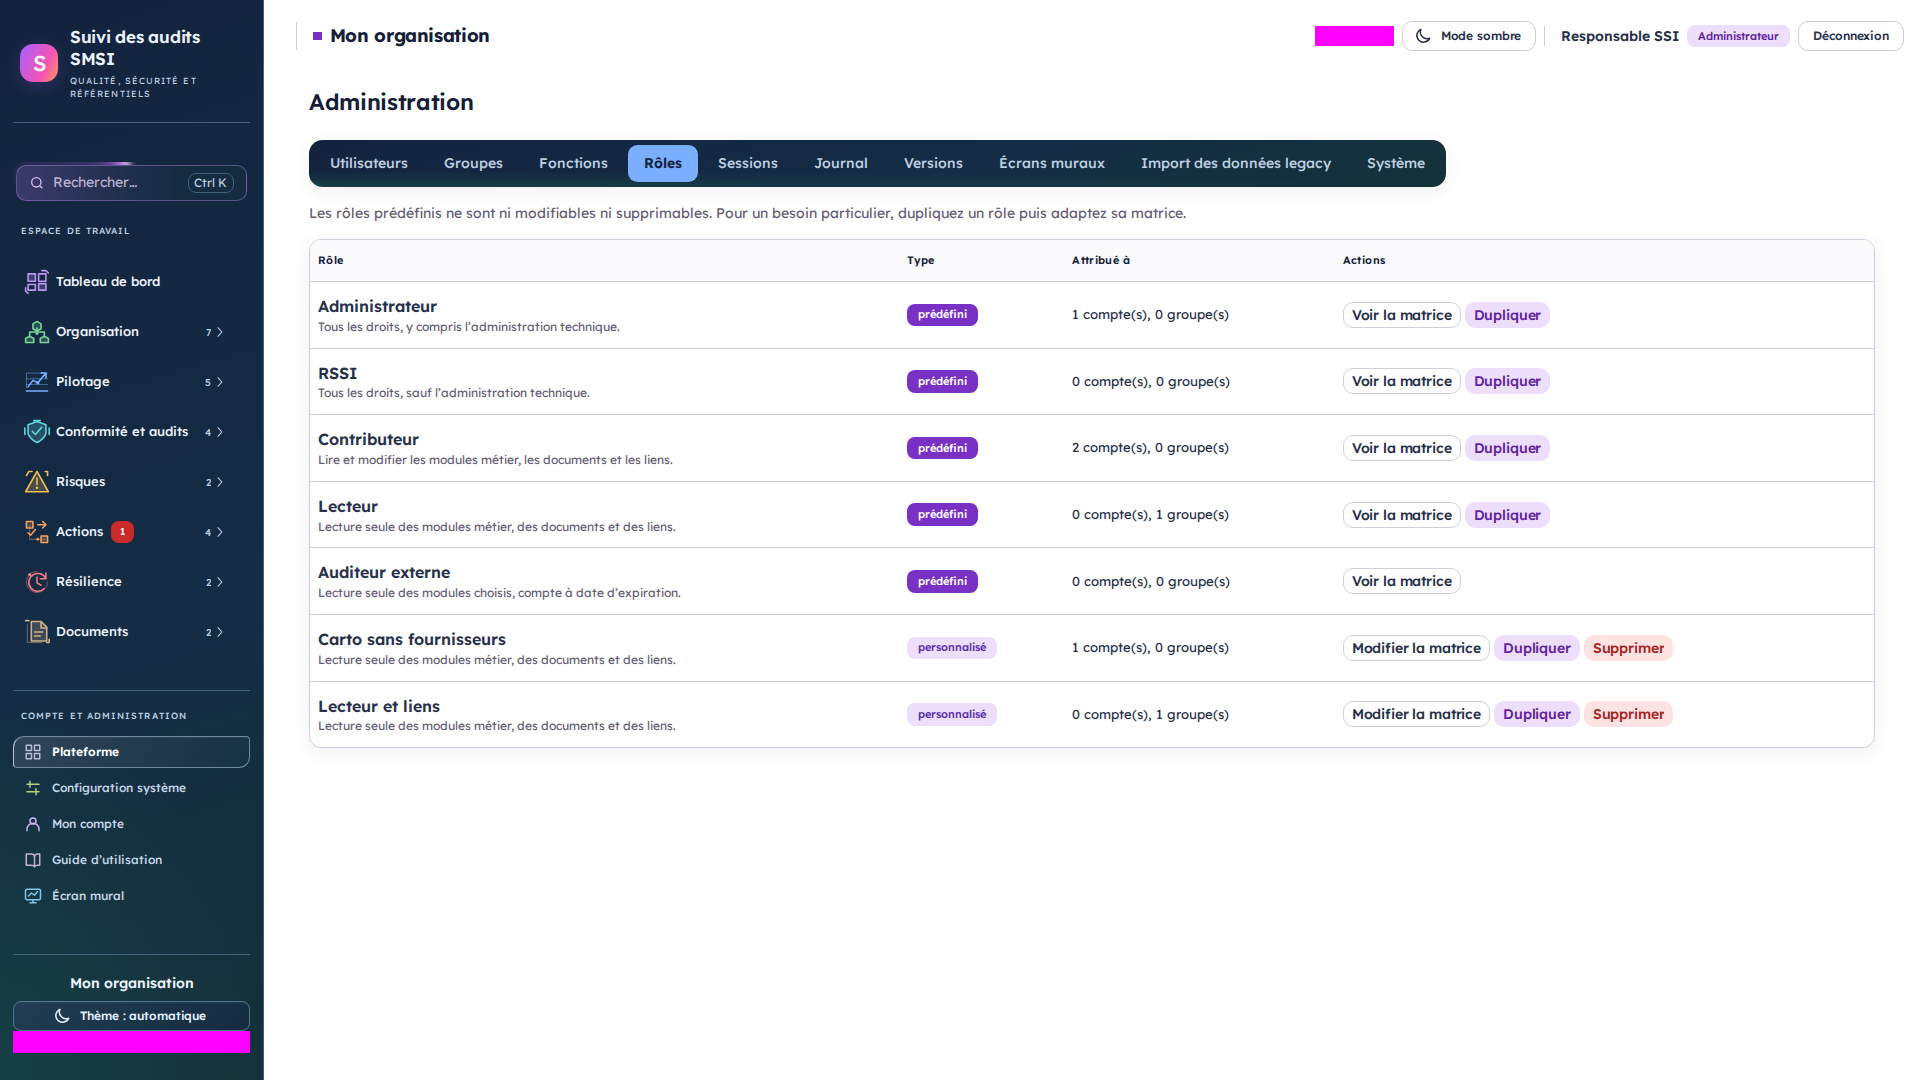 S
Suivi des audits
SMSI
QUALITÉ, SÉCURITÉ ET
RÉFÉRENTIELS
Rechercher…
Ctrl K
ESPACE DE TRAVAIL
Tableau de bord
Organisation 7
Pilotage 5
Conformité et audits 4
Risques 2
Actions 1 4
Résilience 2
Documents 2
COMPTE ET ADMINISTRATION
Plateforme
Configuration système
Mon compte
Guide d’utilisation
Écran mural
Mon organisation
Thème : automatique
Mon organisation
Mode sombre
Responsable SSI
Administrateur
Déconnexion
Administration
Utilisateurs Groupes Fonctions Rôles Sessions Journal Versions Écrans muraux Import des données legacy Système
Les rôles prédéfinis ne sont ni modifiables ni supprimables. Pour un besoin particulier, dupliquez un rôle puis adaptez sa matrice.
Rôle Type Attribué à Actions
Administrateur
Tous les droits, y compris l’administration technique.
prédéfini 1 compte(s), 0 groupe(s) Voir la matrice Dupliquer
RSSI
Tous les droits, sauf l’administration technique.
prédéfini 0 compte(s), 0 groupe(s) Voir la matrice Dupliquer
Contributeur
Lire et modifier les modules métier, les documents et les liens.
prédéfini 2 compte(s), 0 groupe(s) Voir la matrice Dupliquer
Lecteur
Lecture seule des modules métier, des documents et des liens.
prédéfini 0 compte(s), 1 groupe(s) Voir la matrice Dupliquer
Auditeur externe
Lecture seule des modules choisis, compte à date d’expiration.
prédéfini 0 compte(s), 0 groupe(s) Voir la matrice
Carto sans fournisseurs
Lecture seule des modules métier, des documents et des liens.
personnalisé 1 compte(s), 0 groupe(s) Modifier la matrice Dupliquer Supprimer
Lecteur et liens
Lecture seule des modules métier, des documents et des liens.
personnalisé 0 compte(s), 1 groupe(s) Modifier la matrice Dupliquer Supprimer